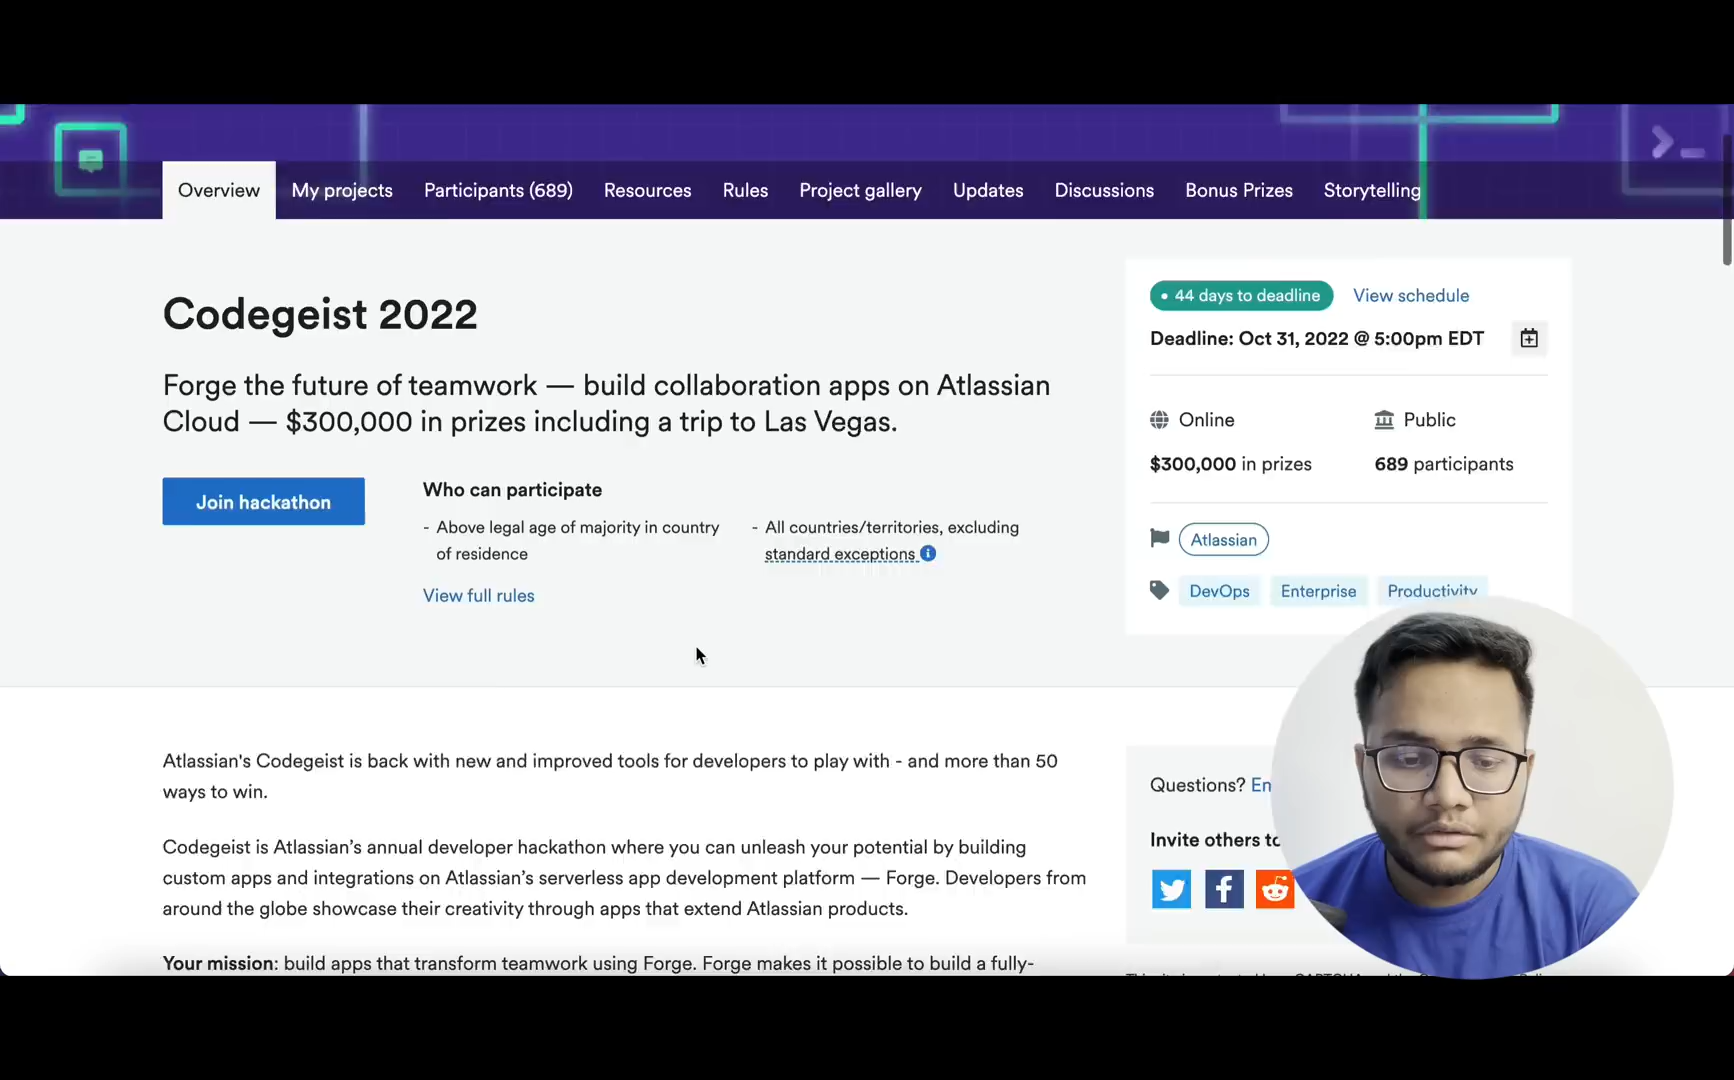 Overview
My projects
Participants (689)
Resources
Rules
Project gallery
Updates
Discussions
Bonus Prizes
Storytelling
Codegeist 2022
Forge the future of teamwork — build collaboration apps on Atlassian
Cloud — $300,000 in prizes including a trip to Las Vegas.
Join hackathon
Who can participate
- Above legal age of majority in country
of residence
- All countries/territories, excluding
standard exceptions
View full rules
44 days to deadline
View schedule
Deadline: Oct 31, 2022 @ 5:00pm EDT
Online
Public
$300,000 in prizes
689 participants
Atlassian
DevOps
Enterprise
Productivity
Atlassian's Codegeist is back with new and improved tools for developers to play with - and more than 50
ways to win.
Codegeist is Atlassian’s annual developer hackathon where you can unleash your potential by building
custom apps and integrations on Atlassian’s serverless app development platform — Forge. Developers from
around the globe showcase their creativity through apps that extend Atlassian products.
Your mission: build apps that transform teamwork using Forge. Forge makes it possible to build a fully-
Questions?
Invite others to